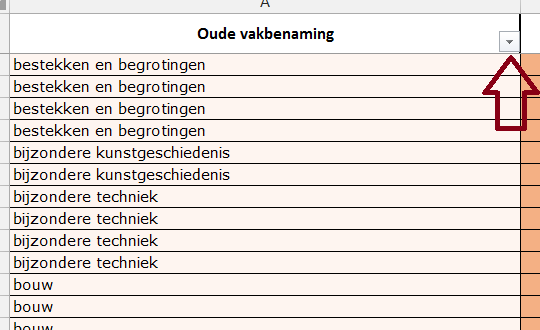 A
Oude vakbenaming
bestekken en begrotingen
bestekken en begrotingen
bestekken en begrotingen
bestekken en begrotingen
bijzondere kunstgeschiedenis
bijzondere kunstgeschiedenis
bijzondere techniek
bijzondere techniek
bijzondere techniek
bijzondere techniek
bouw
bouw
bouw